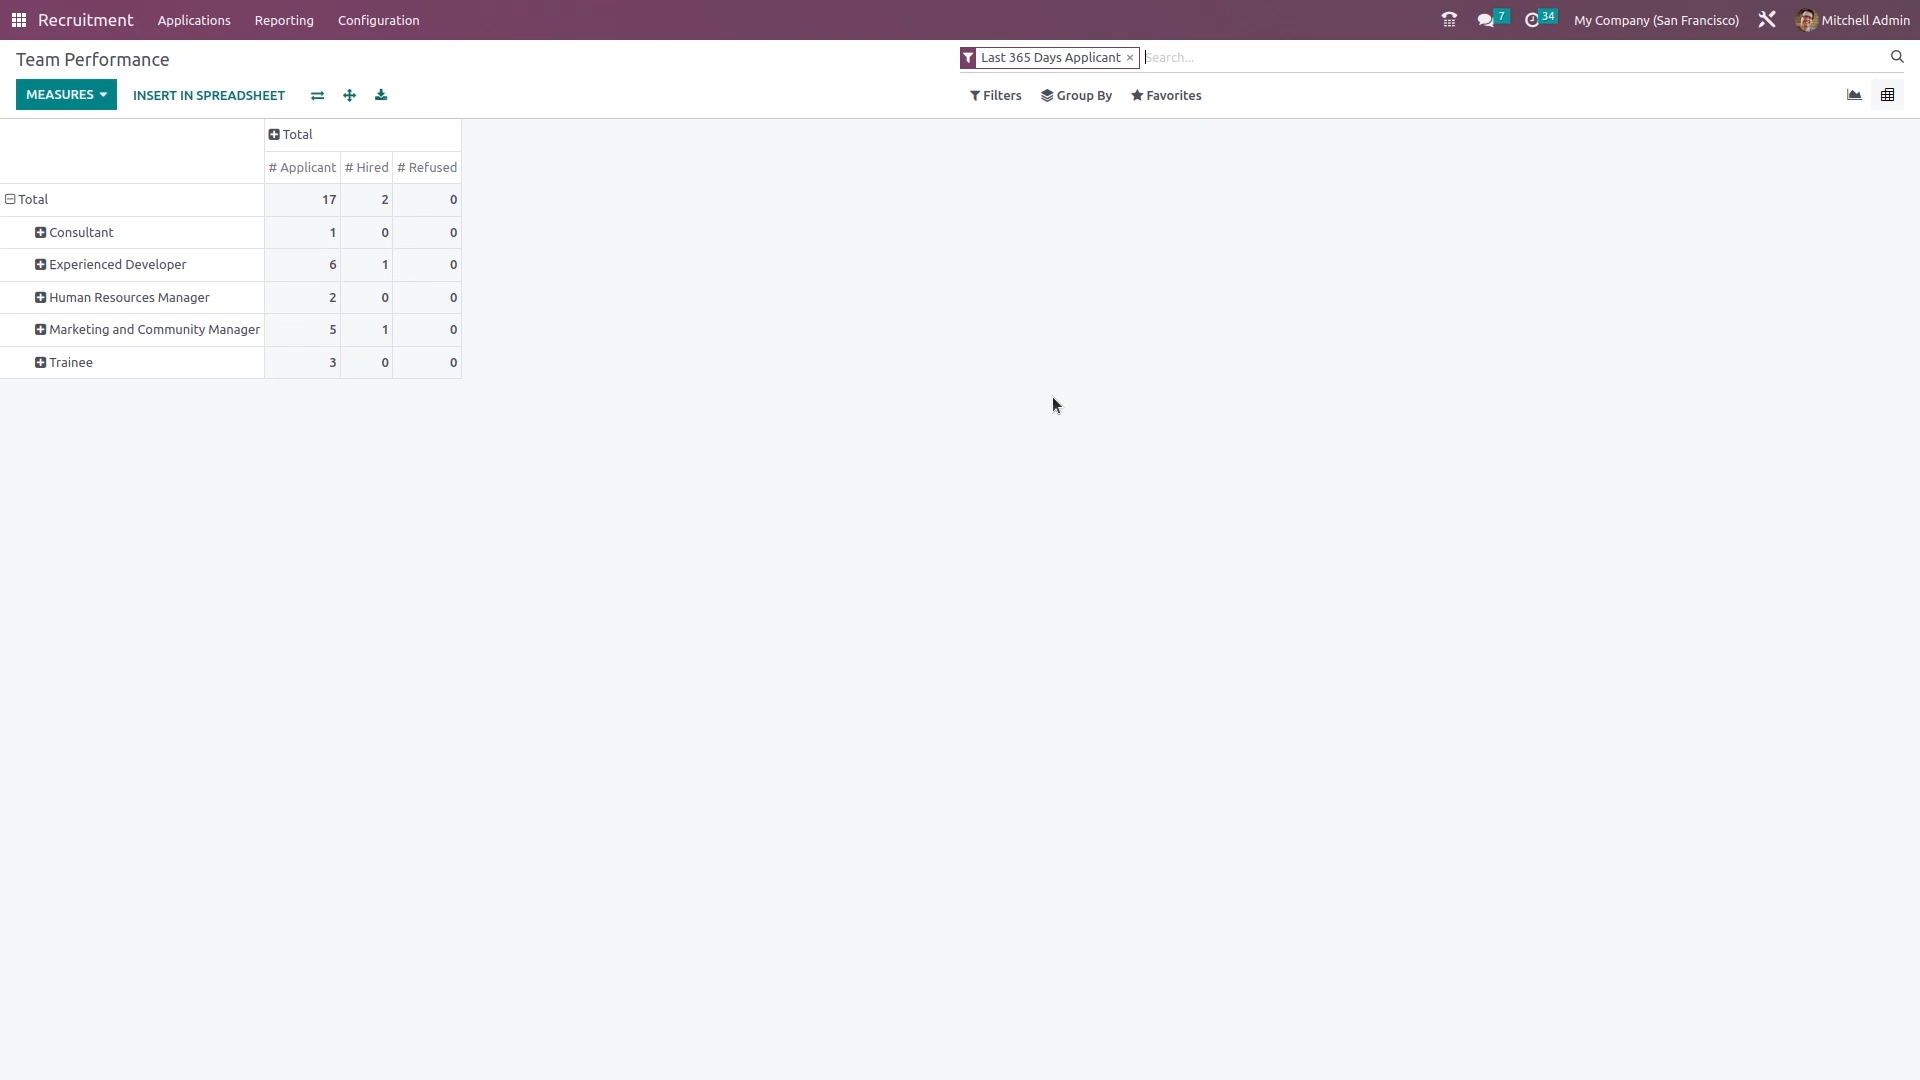 Recruitment Applications Reporting Configuration 7 34 My Company (San Francisco) Mitchell Admin
Team Performance Last 365 Days Applicant × Search...
MEASURES INSERT IN SPREADSHEET Filters Group By Favorites
Total
# Applicant # Hired # Refused
Total 17 2 0
Consultant 1 0 0
Experienced Developer 6 1 0
Human Resources Manager 2 0 0
Marketing and Community Manager 5 1 0
Trainee 3 0 0